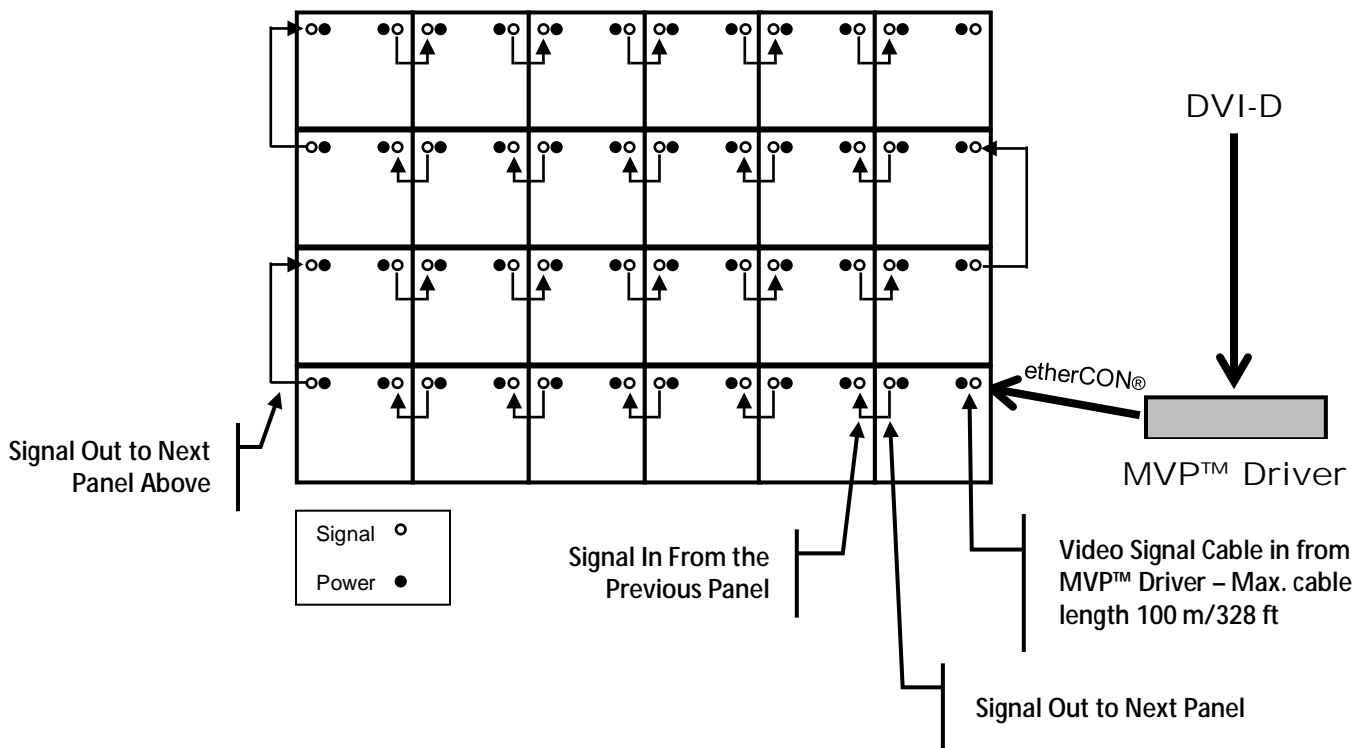 DVI-D
etherCON®
MVP™ Driver
Signal Out to Next
Panel Above
Signal
Power
Signal In From the
Previous Panel
Video Signal Cable in from
MVP™ Driver – Max. cable
length 100 m/328 ft
Signal Out to Next Panel